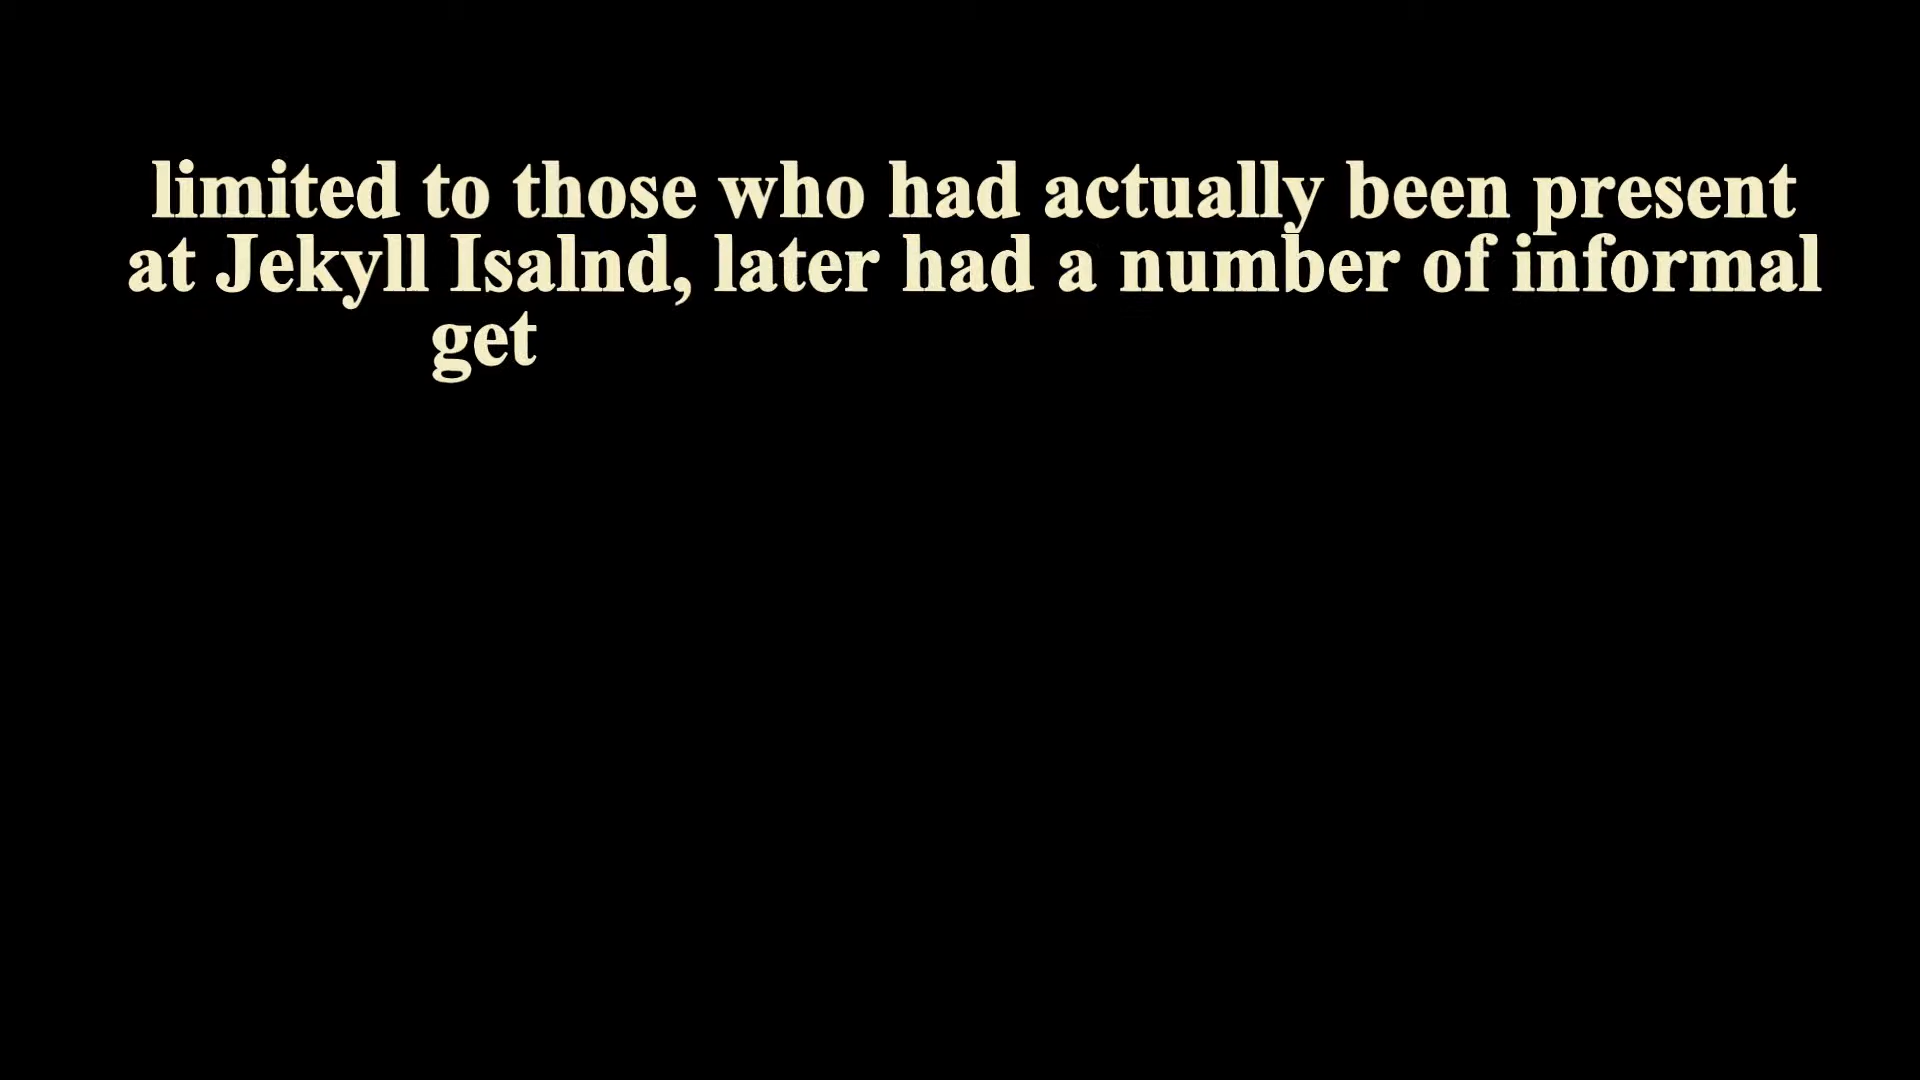 limited to those who had actually been present
at Jekyll Isalnd, later had a number of informal
get